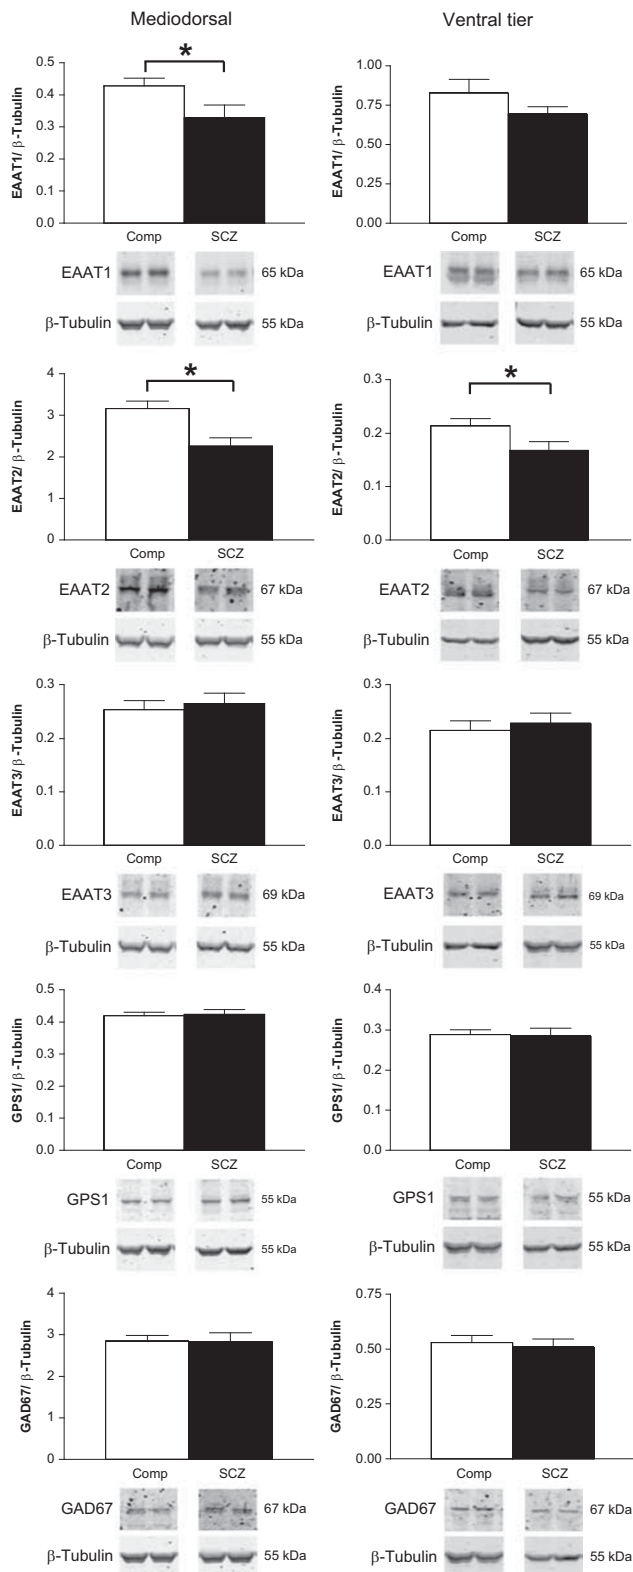 Mediodorsal
Ventral tier
EAAT1/ β-Tubulin
0.5
0.4
0.3
0.2
0.1
0.0
*
Comp SCZ
EAAT1 65 kDa
β-Tubulin 55 kDa
EAAT1/ β-Tubulin
1.00
0.75
0.50
0.25
0.00
Comp SCZ
EAAT1 65 kDa
β-Tubulin 55 kDa
EAAT2/ β-Tubulin
4
3
2
1
0
*
Comp SCZ
EAAT2 67 kDa
β-Tubulin 55 kDa
EAAT2/ β-Tubulin
0.3
0.2
0.1
0.0
*
Comp SCZ
EAAT2 67 kDa
β-Tubulin 55 kDa
EAAT3/ β-Tubulin
0.3
0.2
0.1
0.0
Comp SCZ
EAAT3 69 kDa
β-Tubulin 55 kDa
EAAT3/ β-Tubulin
0.3
0.2
0.1
0.0
Comp SCZ
EAAT3 69 kDa
β-Tubulin 55 kDa
GPS1/ β-Tubulin
0.5
0.4
0.3
0.2
0.1
0.0
Comp SCZ
GPS1 55 kDa
β-Tubulin 55 kDa
GPS1/ β-Tubulin
0.4
0.3
0.2
0.1
0.0
Comp SCZ
GPS1 55 kDa
β-Tubulin 55 kDa
GAD67/ β-Tubulin
4
3
2
1
0
Comp SCZ
GAD67 67 kDa
β-Tubulin 55 kDa
GAD67/ β-Tubulin
0.75
0.50
0.25
0.00
Comp SCZ
GAD67 67 kDa
β-Tubulin 55 kDa